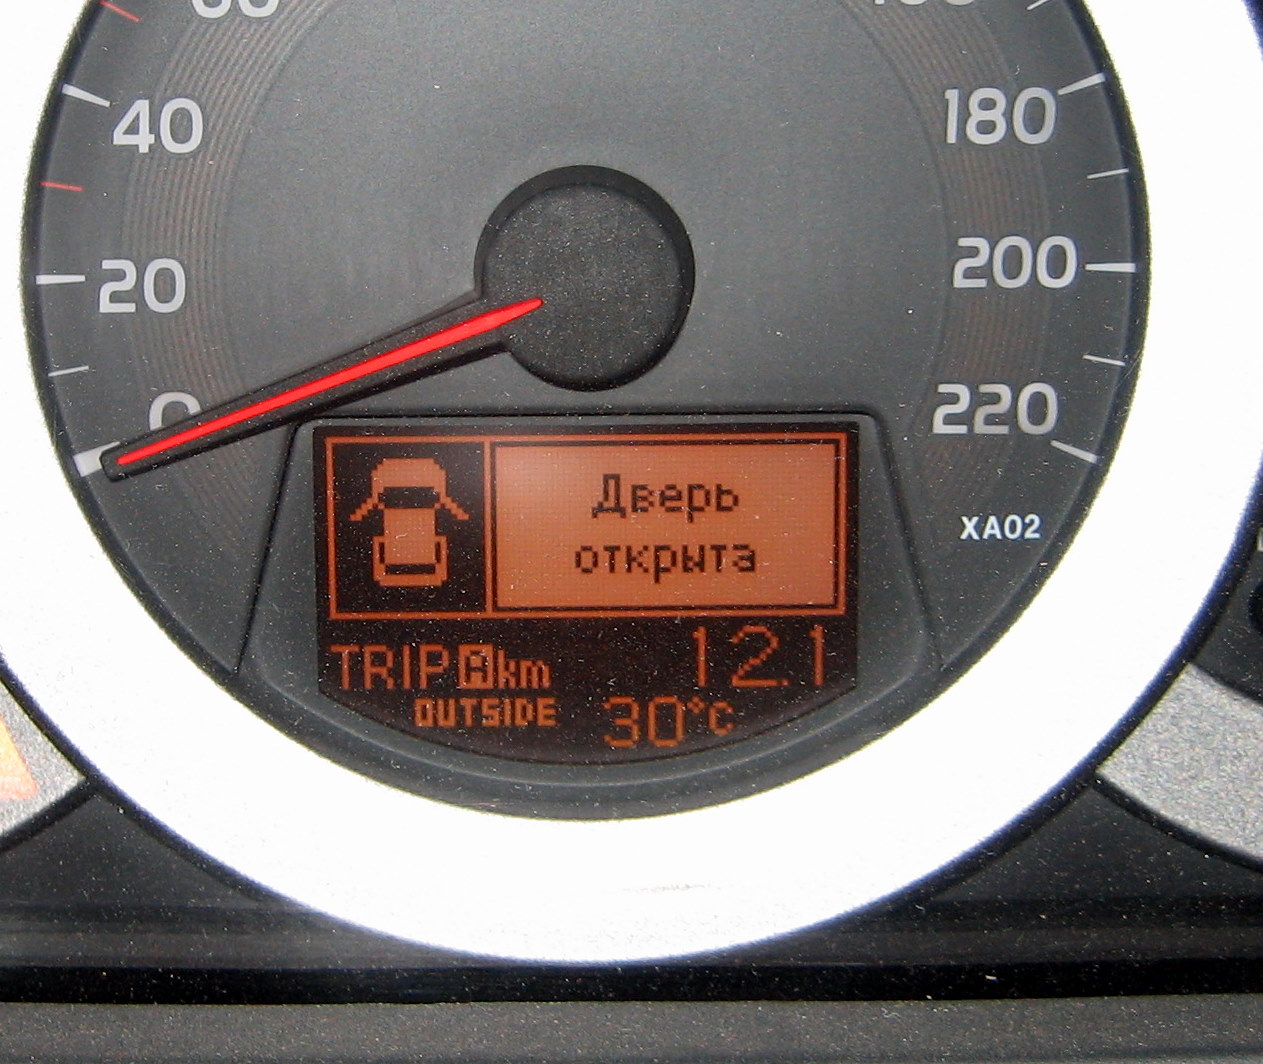 40
180
20
200
0
220
Дверь
открыта
XA02
TRIP A km 12.1
OUTSIDE 30°C